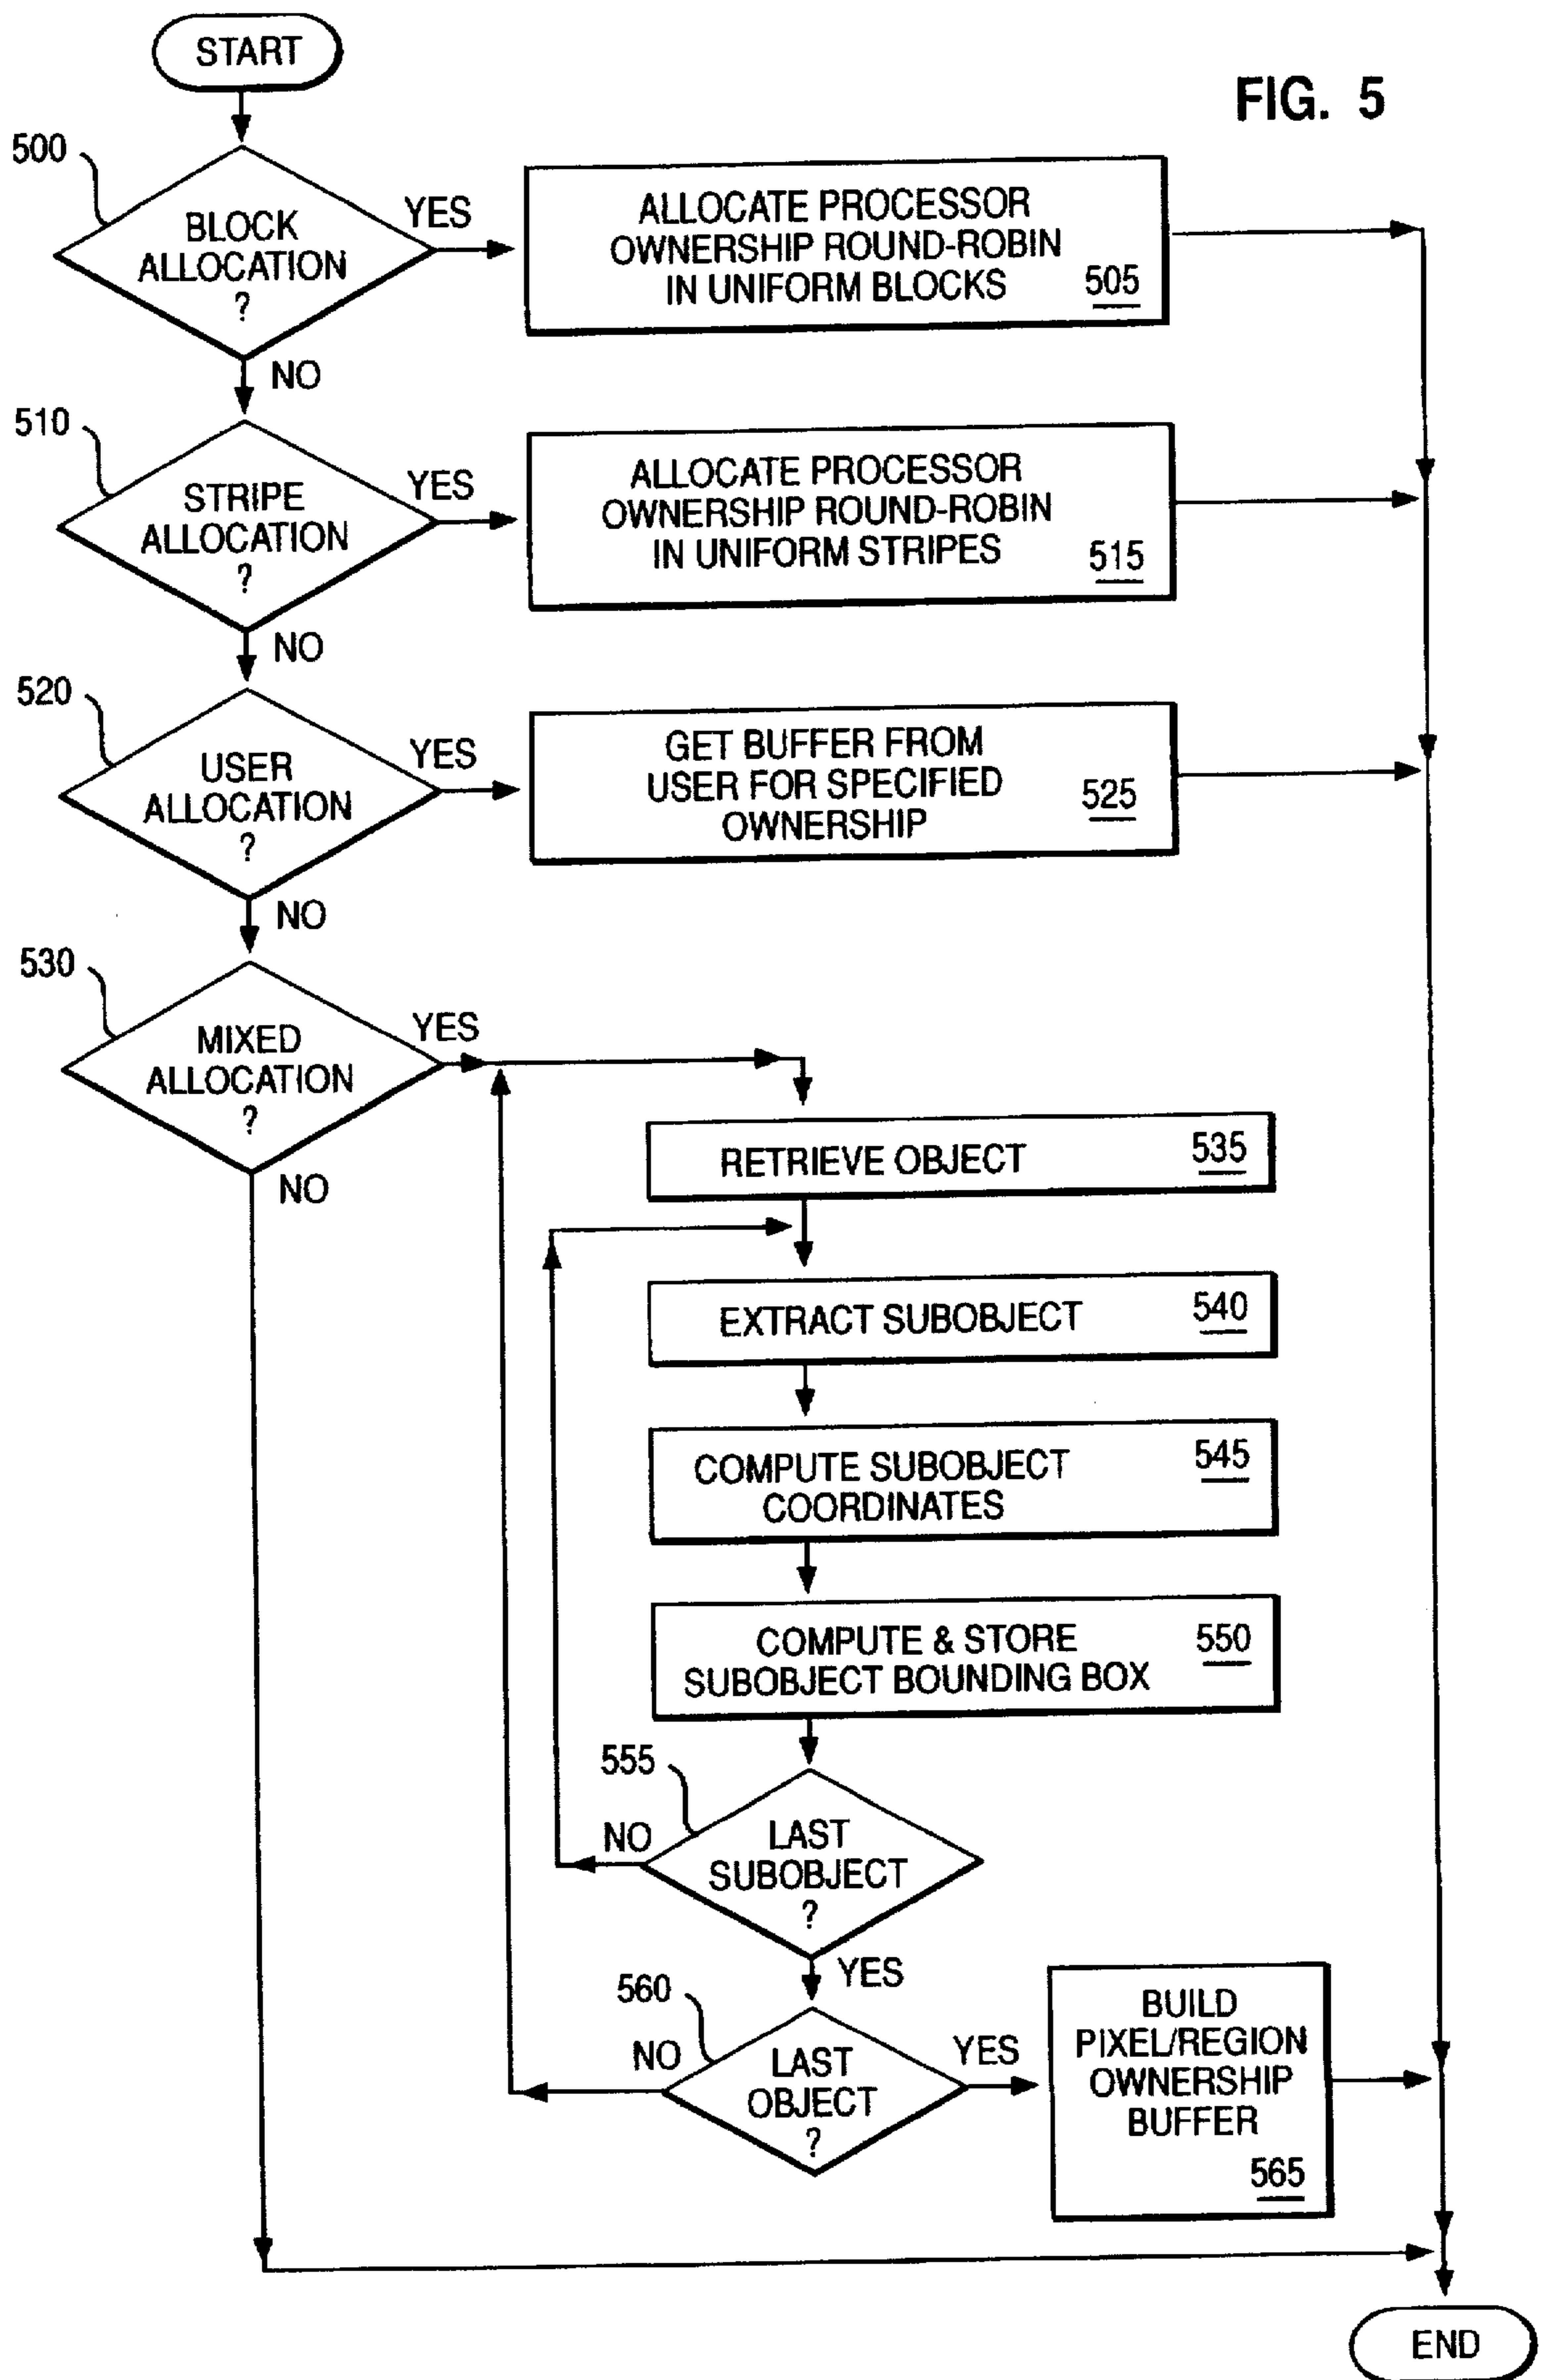 START
FIG. 5
500
BLOCK
ALLOCATION
?
YES
NO
ALLOCATE PROCESSOR
OWNERSHIP ROUND-ROBIN
IN UNIFORM BLOCKS
505
510
STRIPE
ALLOCATION
?
YES
NO
ALLOCATE PROCESSOR
OWNERSHIP ROUND-ROBIN
IN UNIFORM STRIPES
515
520
USER
ALLOCATION
?
YES
NO
GET BUFFER FROM
USER FOR SPECIFIED
OWNERSHIP
525
530
MIXED
ALLOCATION
?
YES
NO
RETRIEVE OBJECT
535
EXTRACT SUBOBJECT
540
COMPUTE SUBOBJECT
COORDINATES
545
COMPUTE & STORE
SUBOBJECT BOUNDING BOX
550
555
LAST
SUBOBJECT
?
NO
YES
560
LAST
OBJECT
?
NO
YES
BUILD
PIXEL/REGION
OWNERSHIP
BUFFER
565
END